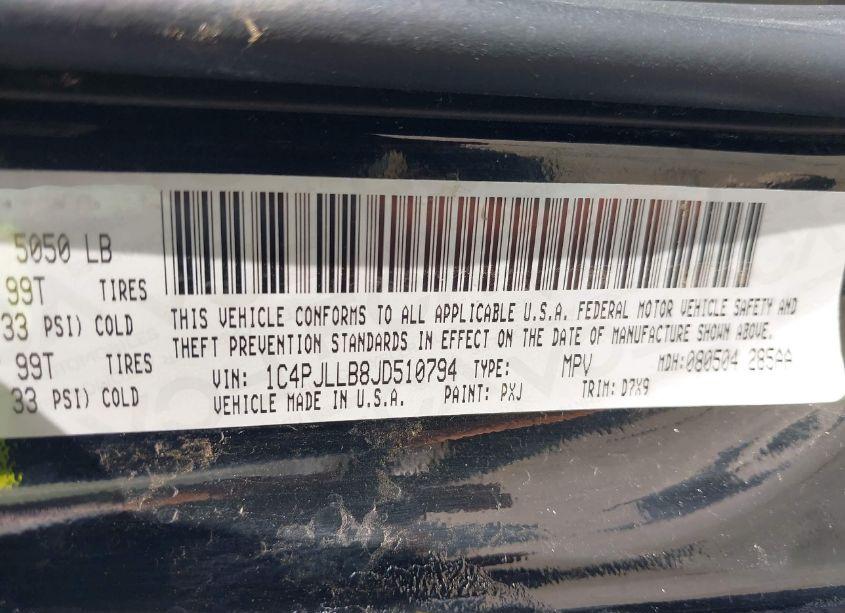 5050 LB
99T TIRES
33 PSI) COLD
99T TIRES
33 PSI) COLD
THIS VEHICLE CONFORMS TO ALL APPLICABLE U.S.A. FEDERAL MOTOR VEHICLE SAFETY AND
THEFT PREVENTION STANDARDS IN EFFECT ON THE DATE OF MANUFACTURE SHOWN ABOVE.
VIN: 1C4PJLLB8JD510794 TYPE: MPV MDH: 080504 285AA
VEHICLE MADE IN U.S.A. PAINT: PXJ TRIM: D7X9